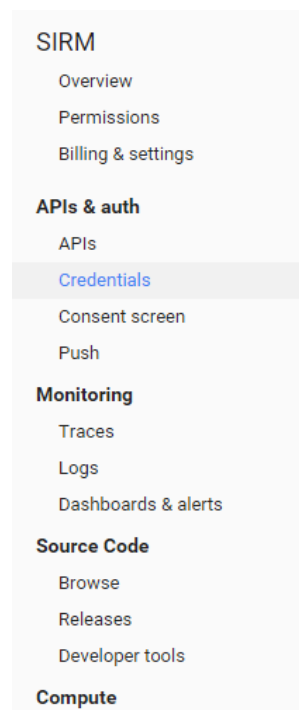 SIRM
Overview
Permissions
Billing & settings
APIs & auth
APIs
Credentials
Consent screen
Push
Monitoring
Traces
Logs
Dashboards & alerts
Source Code
Browse
Releases
Developer tools
Compute